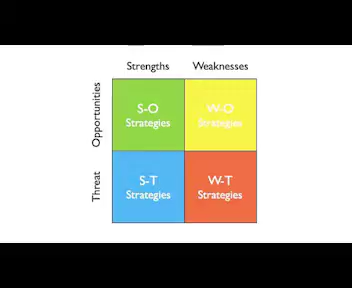 Strengths Weaknesses
Opportunities
S-O W-O
Strategies Strategies
Threat
S-T W-T
Strategies Strategies